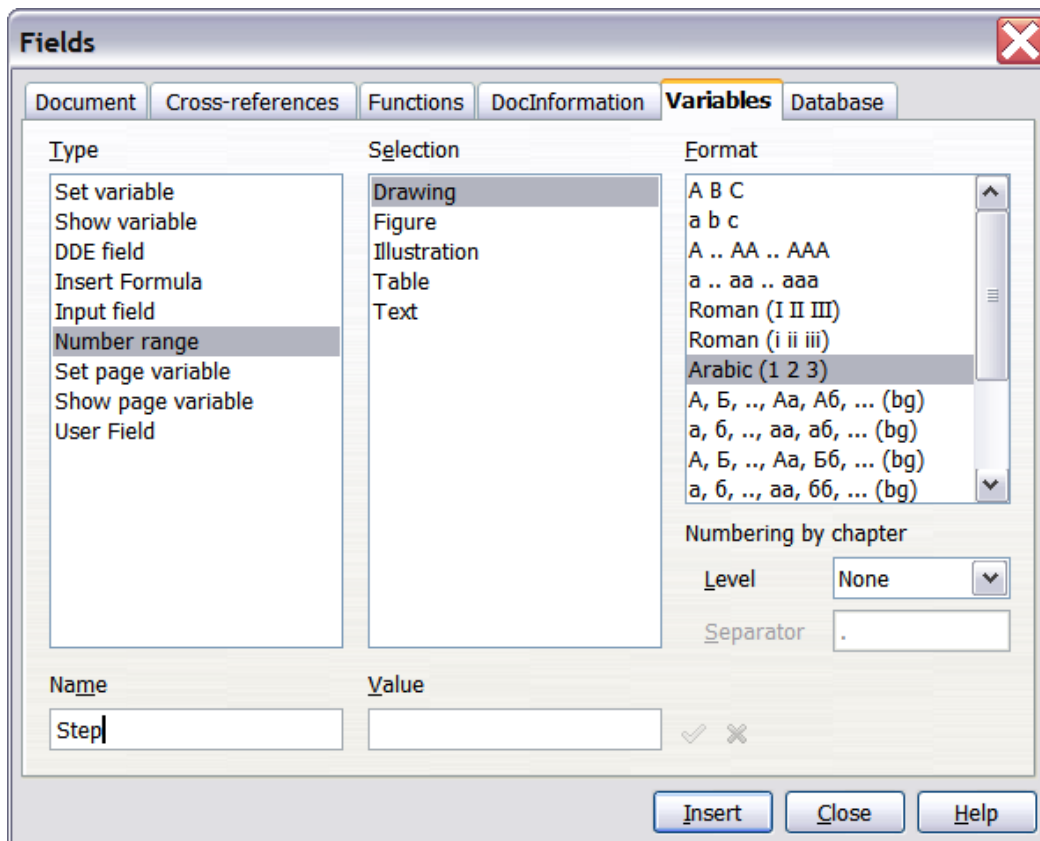 Fields
Document Cross-references Functions DocInformation Variables Database
Type
Set variable
Show variable
DDE field
Insert Formula
Input field
Number range
Set page variable
Show page variable
User Field
Selection
Drawing
Figure
Illustration
Table
Text
Format
A B C
a b c
A .. AA .. AAA
a .. aa .. aaa
Roman (I II III)
Roman (i ii iii)
Arabic (1 2 3)
А, Б, .., Аа, Аб, ... (bg)
а, б, .., аа, аб, ... (bg)
А, Б, .., Аа, Бб, ... (bg)
а, б, .., аа, бб, ... (bg)
Numbering by chapter
Level None
Separator .
Name
Step
Value
Insert Close Help